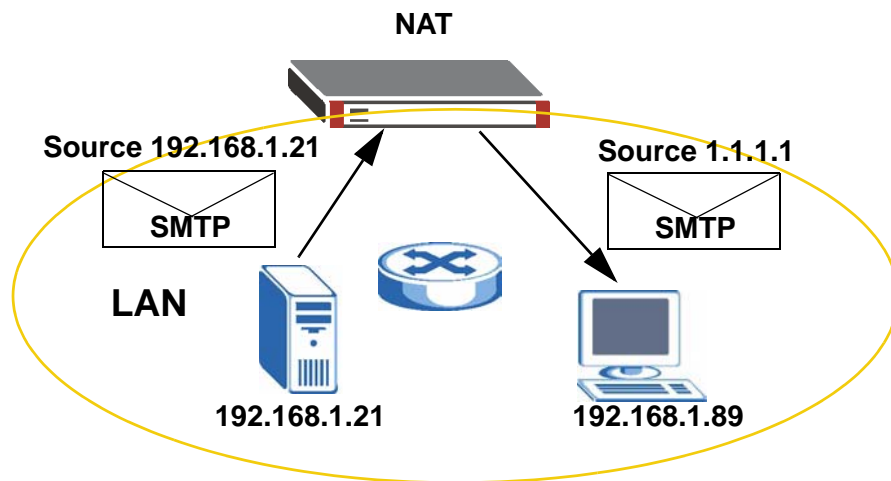 NAT
Source 192.168.1.21
Source 1.1.1.1
SMTP
SMTP
LAN
192.168.1.21
192.168.1.89